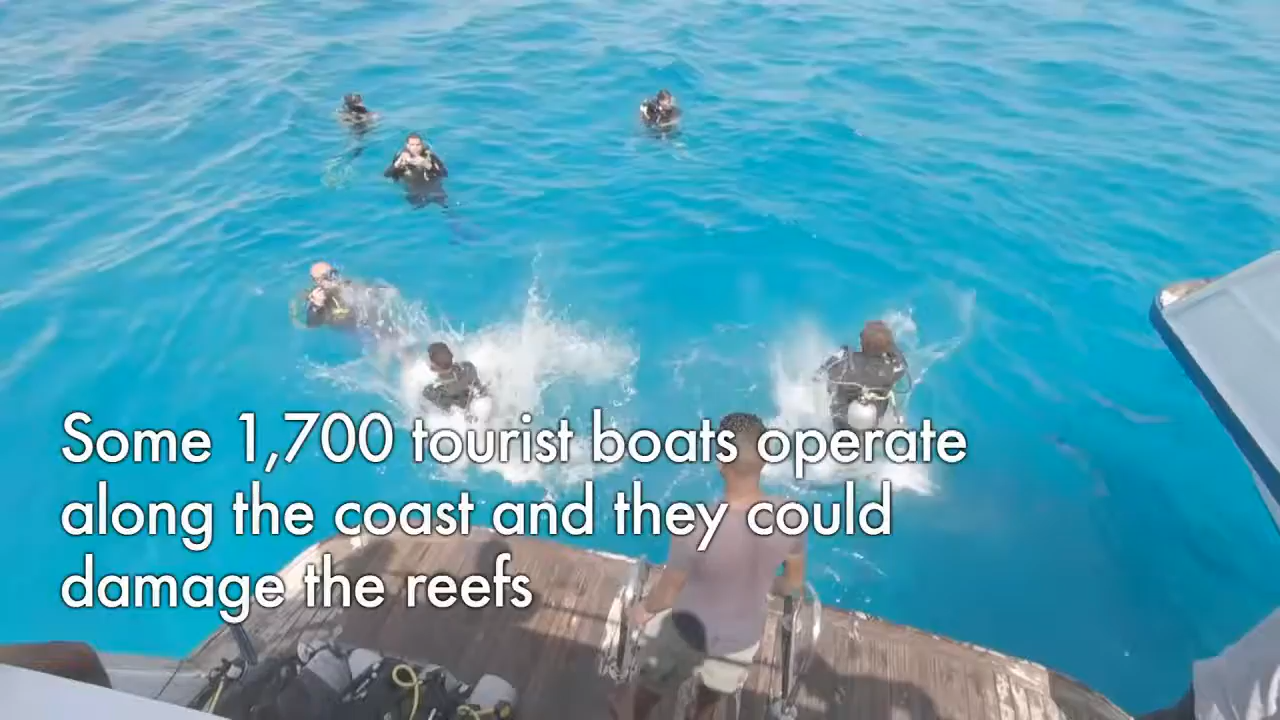 Some 1,700 tourist boats operate
along the coast and they could
damage the reefs